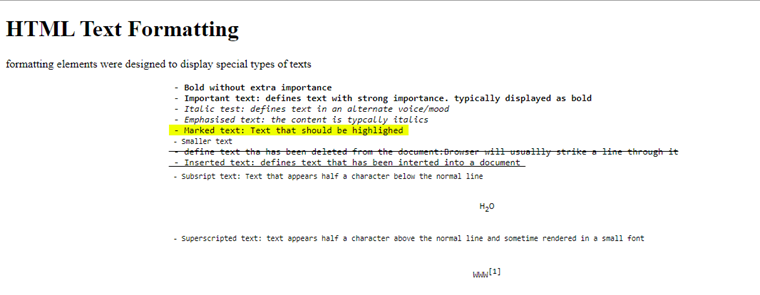 HTML Text Formatting
formatting elements were designed to display special types of texts
- Bold without extra importance
- Important text: defines text with strong importance. typically displayed as bold
- Italic test: defines text in an alternate voice/mood
- Emphasised text: the content is typcally italics
- Marked text: Text that should be highlighed
- Smaller text
- define text tha has been deleted from the document:Browser will usuallly strike a line through it
- Inserted text: defines text that has been interted into a document
- Subsript text: Text that appears half a character below the normal line
H₂O
- Superscripted text: text appears half a character above the normal line and sometime rendered in a small font
WWW[1]